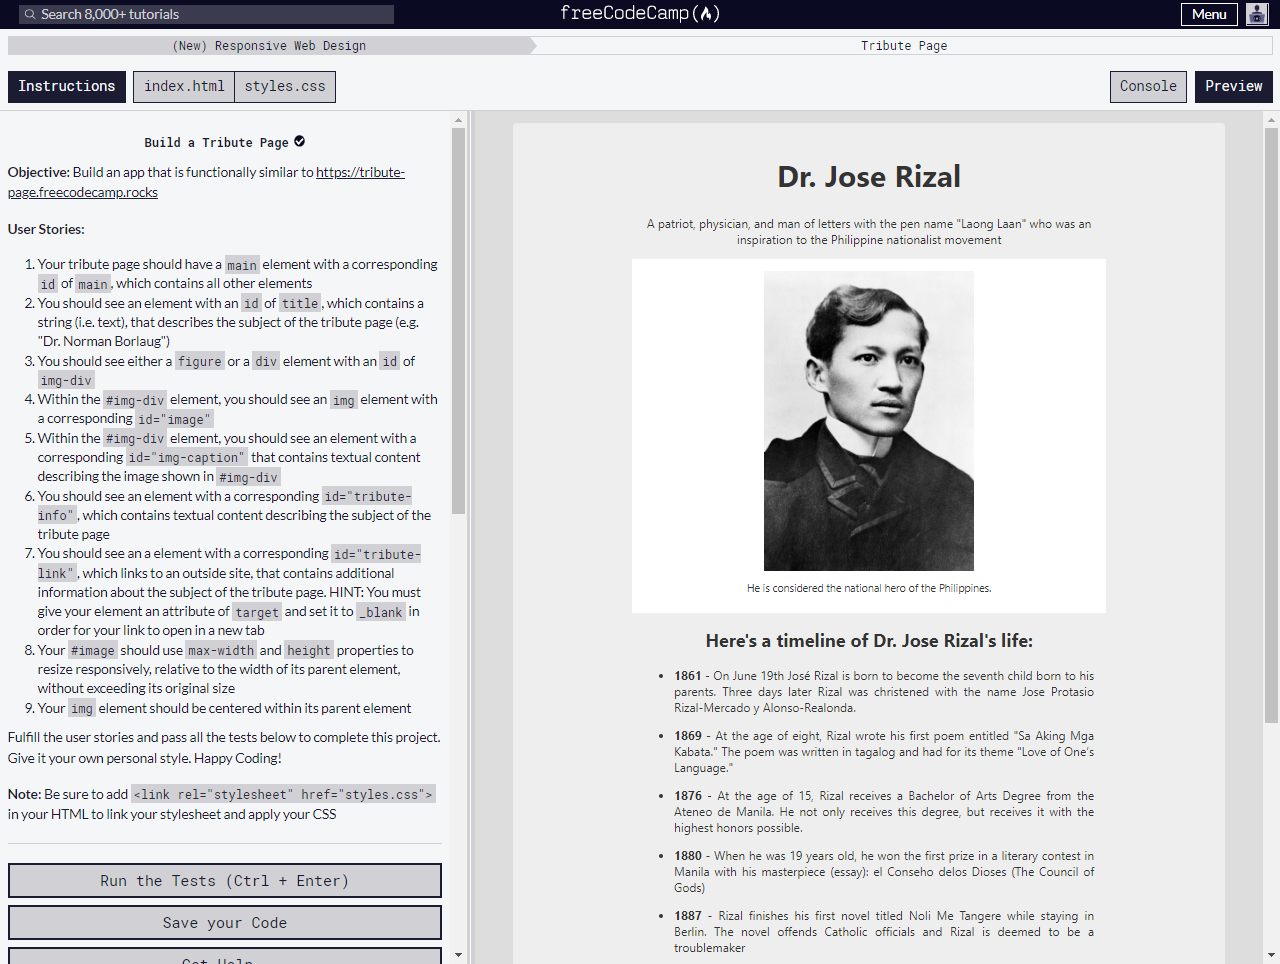 Search 8,000+ tutorials
freeCodeCamp
Menu
(New) Responsive Web Design
Tribute Page
Instructions
index.html
styles.css
Console
Preview
Build a Tribute Page
Objective: Build an app that is functionally similar to https://tribute-
page.freecodecamp.rocks
User Stories:
1. Your tribute page should have a main element with a corresponding
id of main, which contains all other elements
2. You should see an element with an id of title, which contains a
string (i.e. text), that describes the subject of the tribute page (e.g.
"Dr. Norman Borlaug")
3. You should see either a figure or a div element with an id of
img-div
4. Within the #img-div element, you should see an img element with
a corresponding id="image"
5. Within the #img-div element, you should see an element with a
corresponding id="img-caption" that contains textual content
describing the image shown in #img-div
6. You should see an element with a corresponding id="tribute-
info", which contains textual content describing the subject of the
tribute page
7. You should see an a element with a corresponding id="tribute-
link", which links to an outside site, that contains additional
information about the subject of the tribute page. HINT: You must
give your element an attribute of target and set it to _blank in
order for your link to open in a new tab
8. Your #image should use max-width and height properties to
resize responsively, relative to the width of its parent element,
without exceeding its original size
9. Your img element should be centered within its parent element
Fulfill the user stories and pass all the tests below to complete this project.
Give it your own personal style. Happy Coding!
Note: Be sure to add <link rel="stylesheet" href="styles.css">
in your HTML to link your stylesheet and apply your CSS
Run the Tests (Ctrl + Enter)
Save your Code
Get Help
Dr. Jose Rizal
A patriot, physician, and man of letters with the pen name "Laong Laan" who was an
inspiration to the Philippine nationalist movement
He is considered the national hero of the Philippines.
Here's a timeline of Dr. Jose Rizal's life:
• 1861 - On June 19th José Rizal is born to become the seventh child born to his
parents. Three days later Rizal was christened with the name Jose Protasio
Rizal-Mercado y Alonso-Realonda.
• 1869 - At the age of eight, Rizal wrote his first poem entitled "Sa Aking Mga
Kabata." The poem was written in tagalog and had for its theme "Love of One's
Language."
• 1876 - At the age of 15, Rizal receives a Bachelor of Arts Degree from the
Ateneo de Manila. He not only receives this degree, but receives it with the
highest honors possible.
• 1880 - When he was 19 years old, he won the first prize in a literary contest in
Manila with his masterpiece (essay): el Conseho delos Dioses (The Council of
Gods)
• 1887 - Rizal finishes his first novel titled Noli Me Tangere while staying in
Berlin. The novel offends Catholic officials and Rizal is deemed to be a
troublemaker